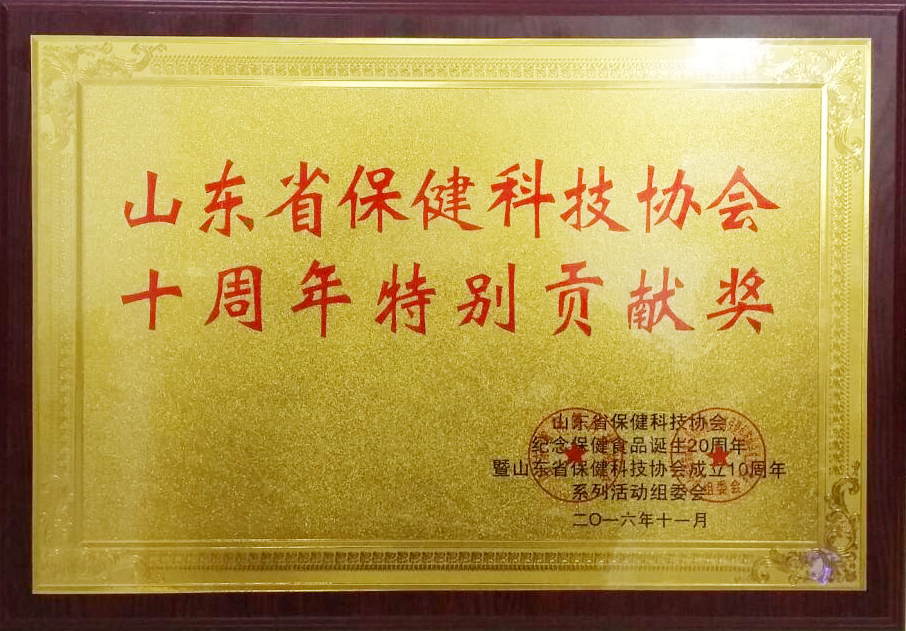 山东省保健科技协会
十周年特别贡献奖
山东省保健科技协会
纪念保健食品诞生20周年
暨山东省保健科技协会成立10周年
系列活动组委会
组委会
二〇一六年十一月